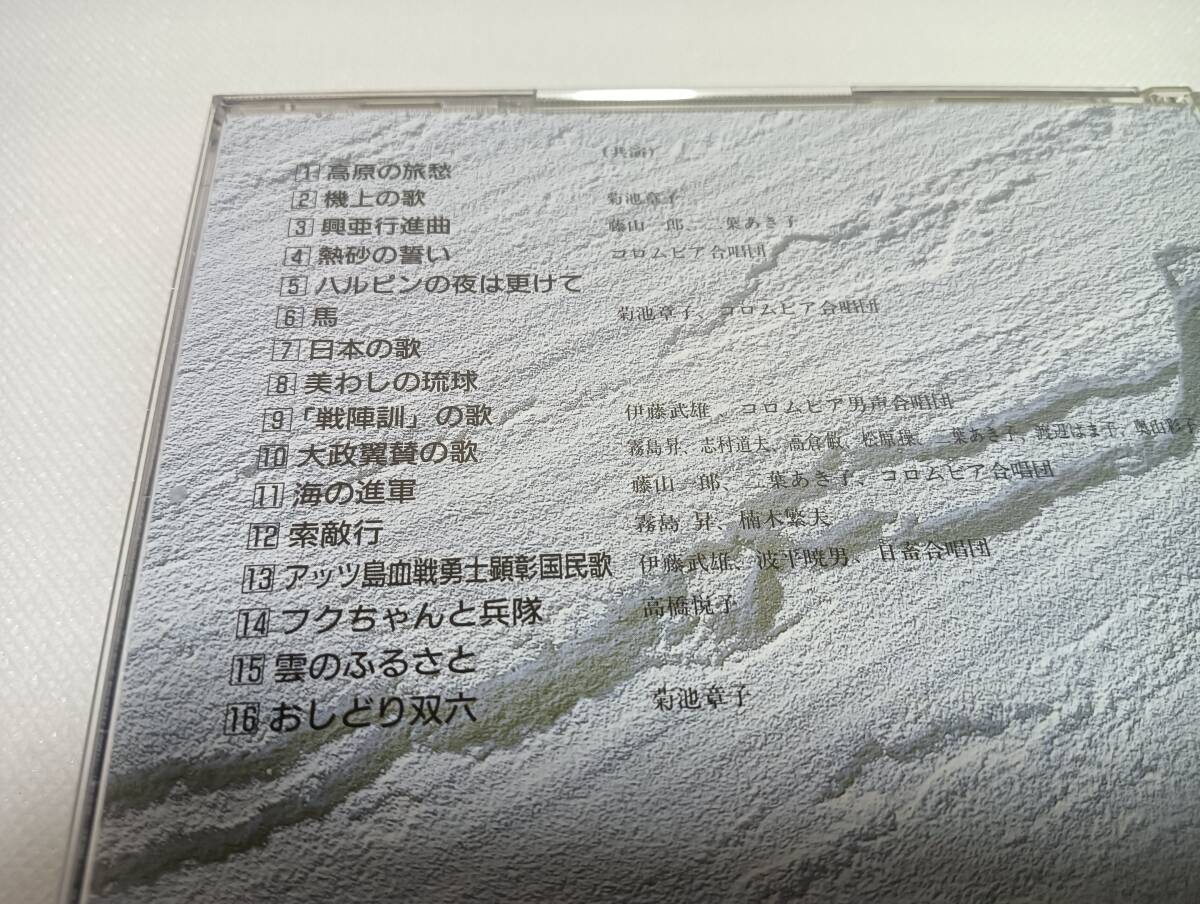 (共演)
1 高原の旅愁
2 機上の歌 菊池章子
3 興亜行進曲 藤山一郎、二葉あき子
4 熱砂の誓い コロムビア合唱団
5 ハルピンの夜は更けて
6 馬 菊池章子、コロムビア合唱団
7 日本の歌
8 美わしの琉球
9 「戦陣訓」の歌 伊藤武雄、コロムビア男声合唱団
10 大政翼賛の歌 霧島昇、志村道夫、高倉敏、松原操、二葉あき子、渡辺はま子、奥山彩子
11 海の進軍 藤山一郎、二葉あき子、コロムビア合唱団
12 索敵行 霧島 昇、楠木繁夫
13 アッツ島血戦勇士顕彰国民歌 伊藤武雄、波平暁男、日蓄合唱団
14 フクちゃんと兵隊 高橋悦子
15 雲のふるさと
16 おしどり双六 菊池章子